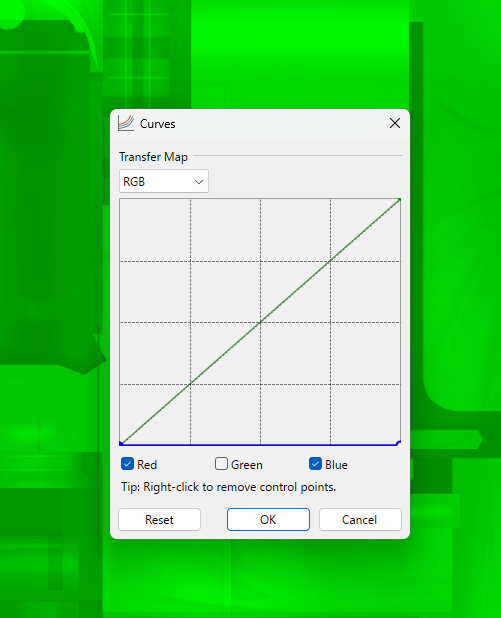 Curves
Transfer Map
RGB
Red Green Blue
Tip: Right-click to remove control points.
Reset OK Cancel